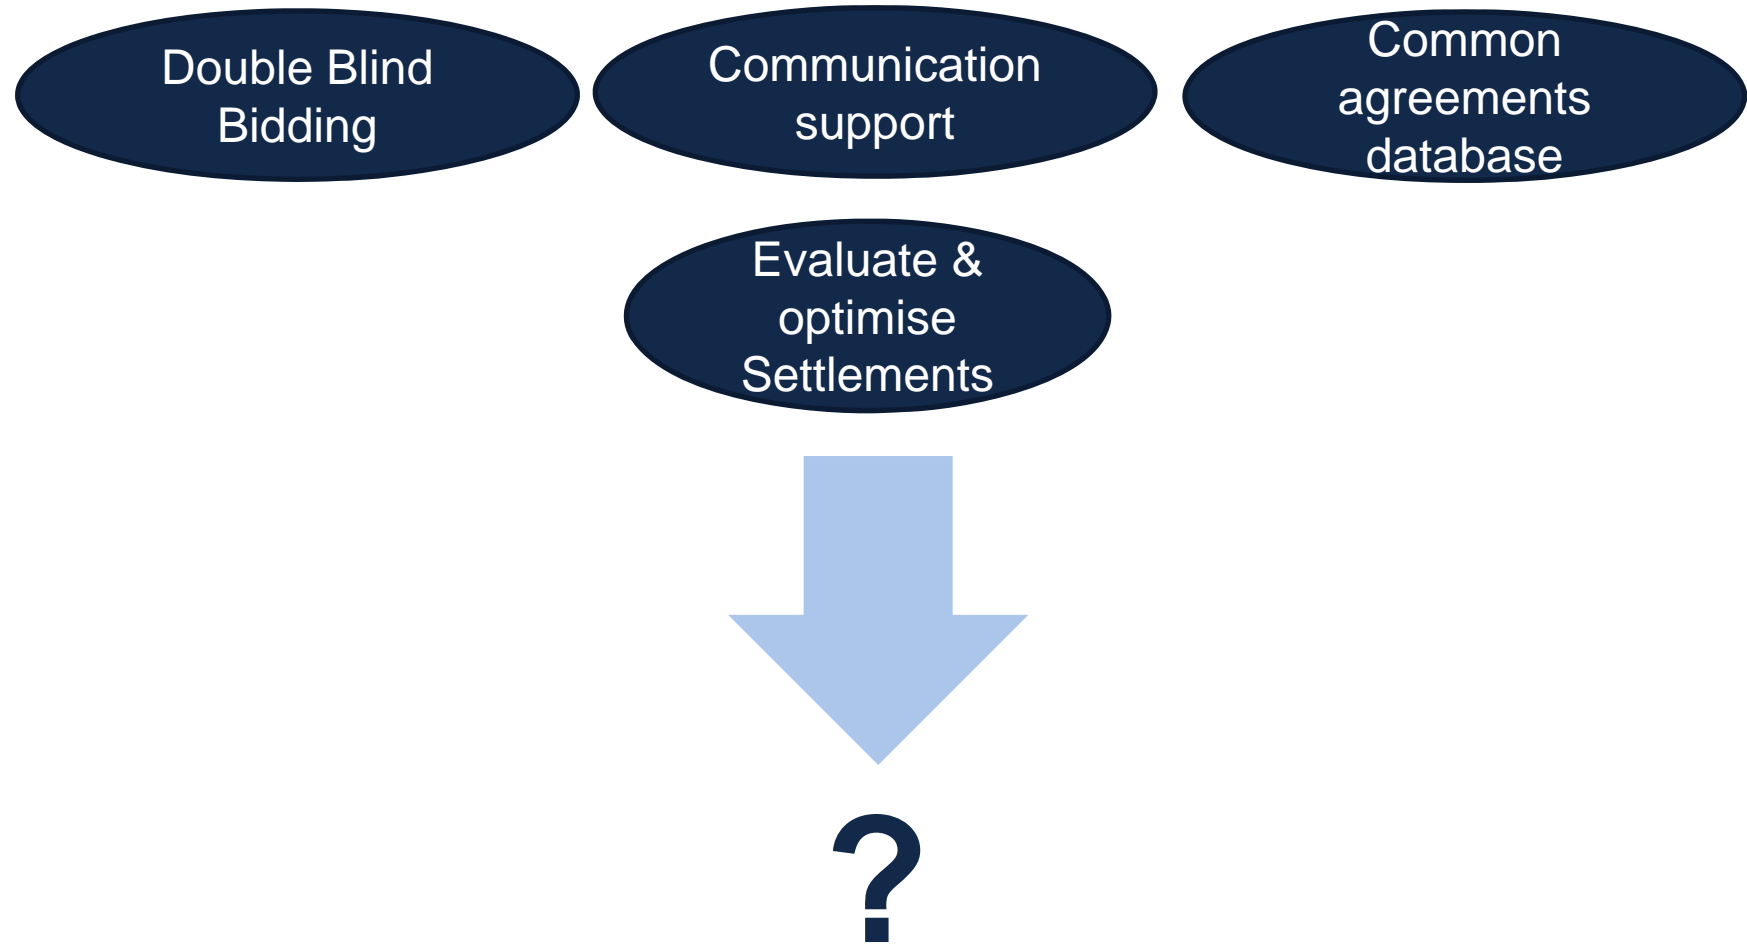 Double Blind
Bidding
Communication
support
Common
agreements
database
Evaluate &
optimise
Settlements
?